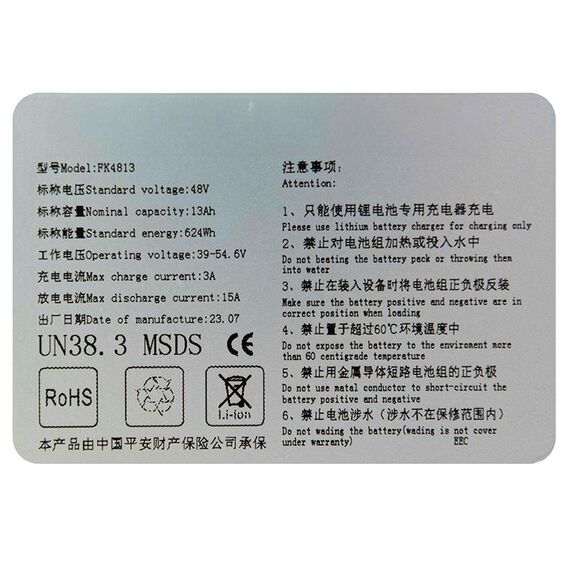 型号Model:FK4813
标称电压Standard voltage:48V
标称容量Nominal capacity:13Ah
标称能量Standard energy:624Wh
工作电压Operating voltage:39-54.6V
充电电流Max charge current:3A
放电电流Max discharge current:15A
出厂日期Date of manufacture:23.07
UN38.3 MSDS CE
RoHS
Li-ion
本产品由中国平安财产保险公司承保
注意事项:
Attention:
1、只能使用锂电池专用充电器充电
Please use lithium battery charger for charging only
2、禁止对电池组加热或投入水中
Do not beating the battery pack or throwing them
into water
3、禁止在装入设备时将电池组正负极反装
Make sure the battery positive and negative are in
correct position when loading
4、禁止置于超过60℃环境温度中
Do not expose the battery to the enviroment more
than 60 centigrade temperature
5、禁止用金属导体短路电池组的正负极
Do not use matal conductor to short-circuit the
battery positive and negative
6、禁止电池涉水（涉水不在保修范围内）
Do not wading the battery(wading is not cover
under warranty) EEC